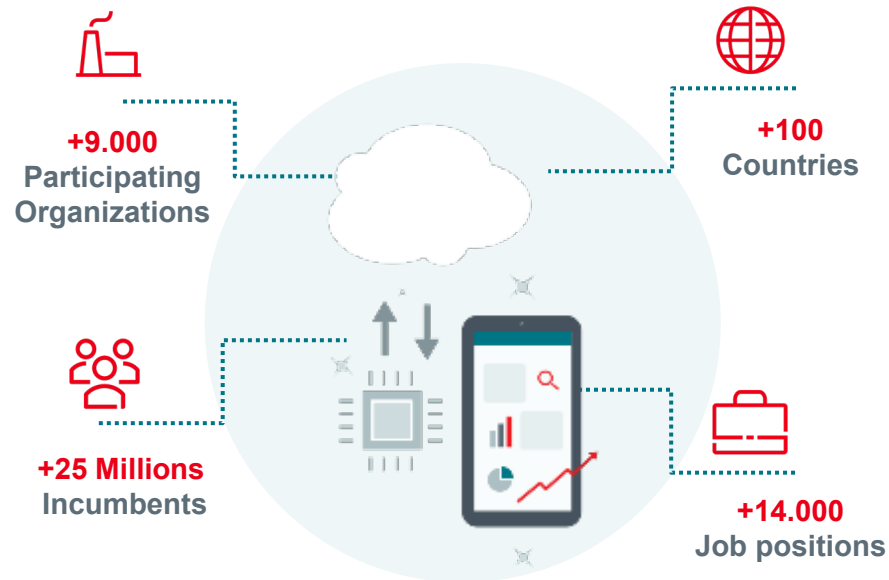 +9.000
Participating
Organizations
+100
Countries
+25 Millions
Incumbents
+14.000
Job positions